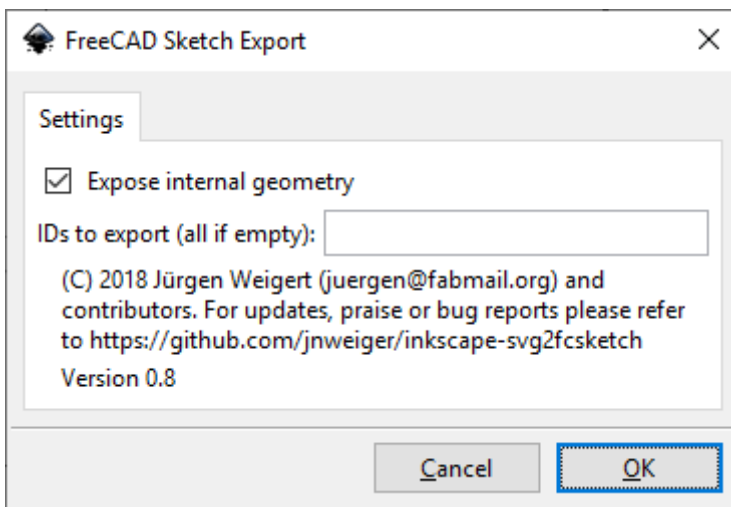 FreeCAD Sketch Export
Settings
Expose internal geometry
IDs to export (all if empty):
(C) 2018 Jürgen Weigert (juergen@fabmail.org) and
contributors. For updates, praise or bug reports please refer
to https://github.com/jnweiger/inkscape-svg2fcsketch
Version 0.8
Cancel
OK